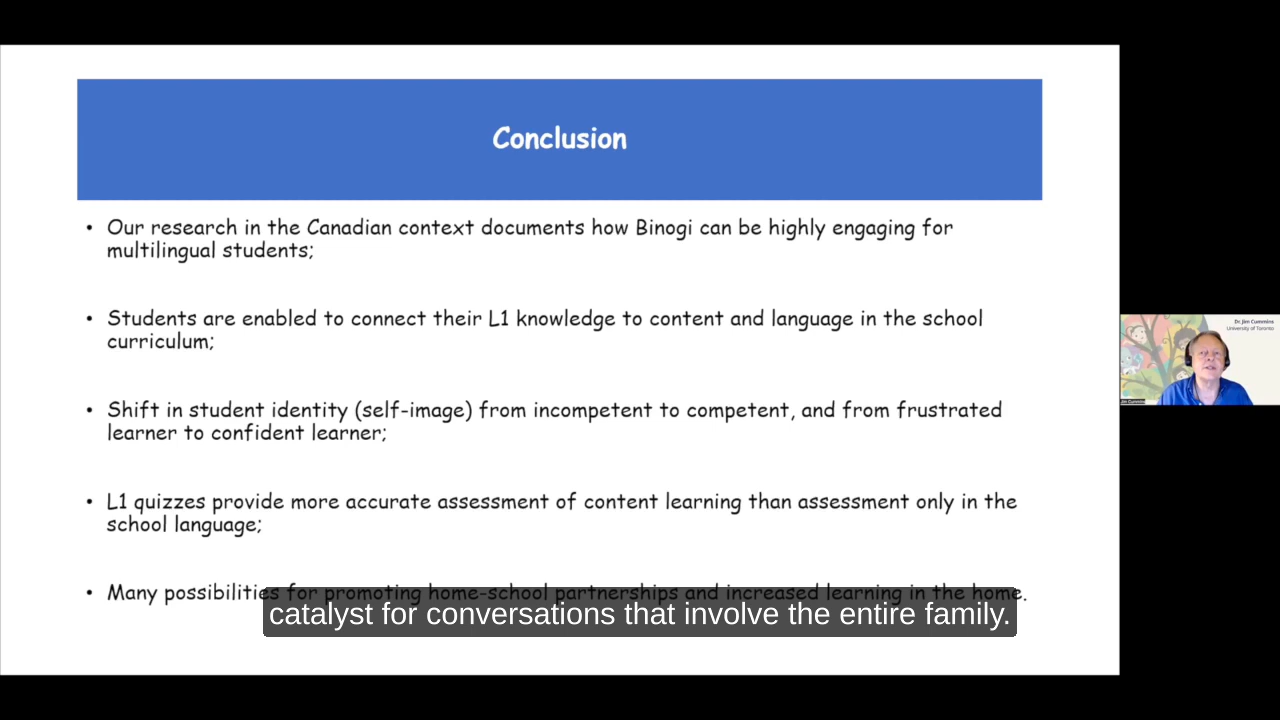 Conclusion
• Our research in the Canadian context documents how Binogi can be highly engaging for
multilingual students;
• Students are enabled to connect their L1 knowledge to content and language in the school
curriculum;
• Shift in student identity (self-image) from incompetent to competent, and from frustrated
learner to confident learner;
• L1 quizzes provide more accurate assessment of content learning than assessment only in the
school language;
• Many possibilities for promoting home-school partnerships and increased learning in the home.
catalyst for conversations that involve the entire family.
Dr Jim Cummins
University of Toronto
Jim Cummins